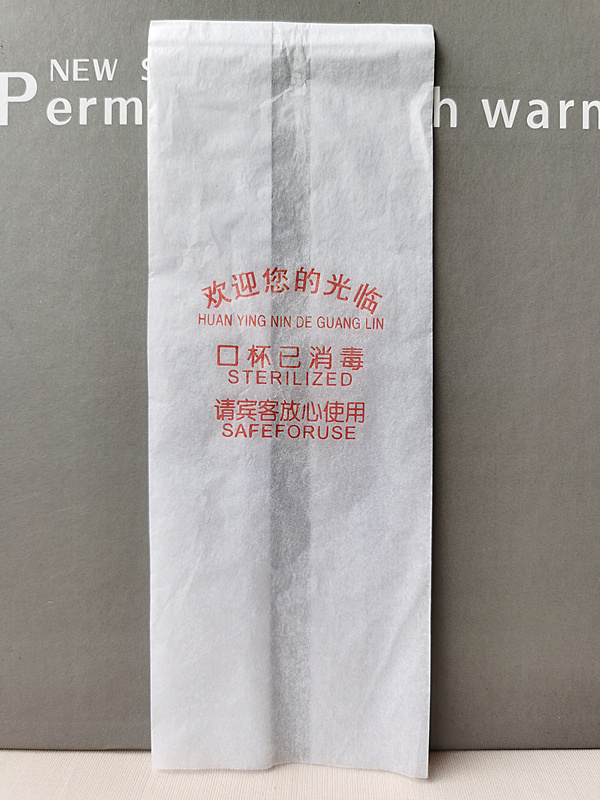 NEW
Perm h warm
欢迎您的光临
HUAN YING NIN DE GUANG LIN
口杯已消毒
STERILIZED
请宾客放心使用
SAFEFORUSE